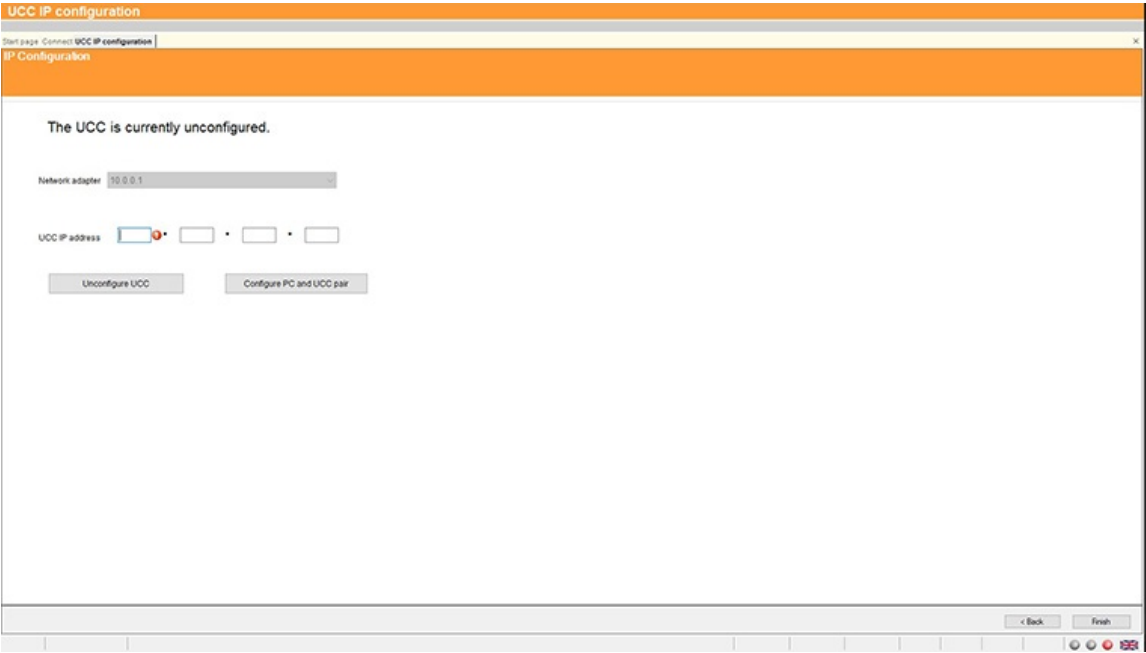 UCC IP configuration
Start page Connect UCC IP configuration
IP Configuration
The UCC is currently unconfigured.
Network adapter 10.0.0.1
UCC IP address
Unconfigure UCC Configure PC and UCC pair
< Back Finish